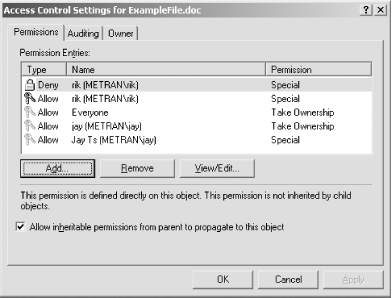 Access Control Settings for ExampleFile.doc
Permissions Auditing Owner
Permission Entries:
Type Name Permission
Deny rik (METRAN\rik) Special
Allow rik (METRAN\rik) Special
Allow Everyone Take Ownership
Allow jay (METRAN\jay) Take Ownership
Allow Jay Ts (METRAN\jay) Special
Add... Remove View/Edit...
This permission is defined directly on this object. This permission is not inherited by child
objects.
Allow inheritable permissions from parent to propagate to this object
OK Cancel Apply